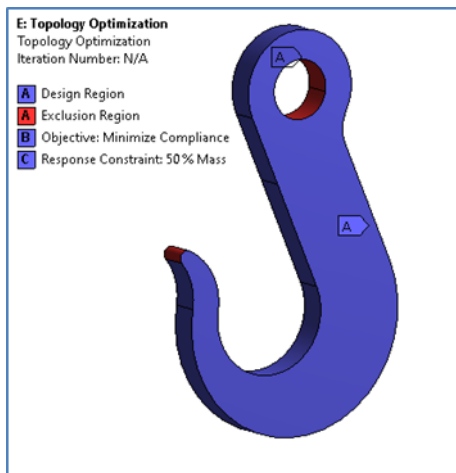 E: Topology Optimization
Topology Optimization
Iteration Number: N/A
A Design Region
A Exclusion Region
B Objective: Minimize Compliance
C Response Constraint: 50 % Mass
A
A